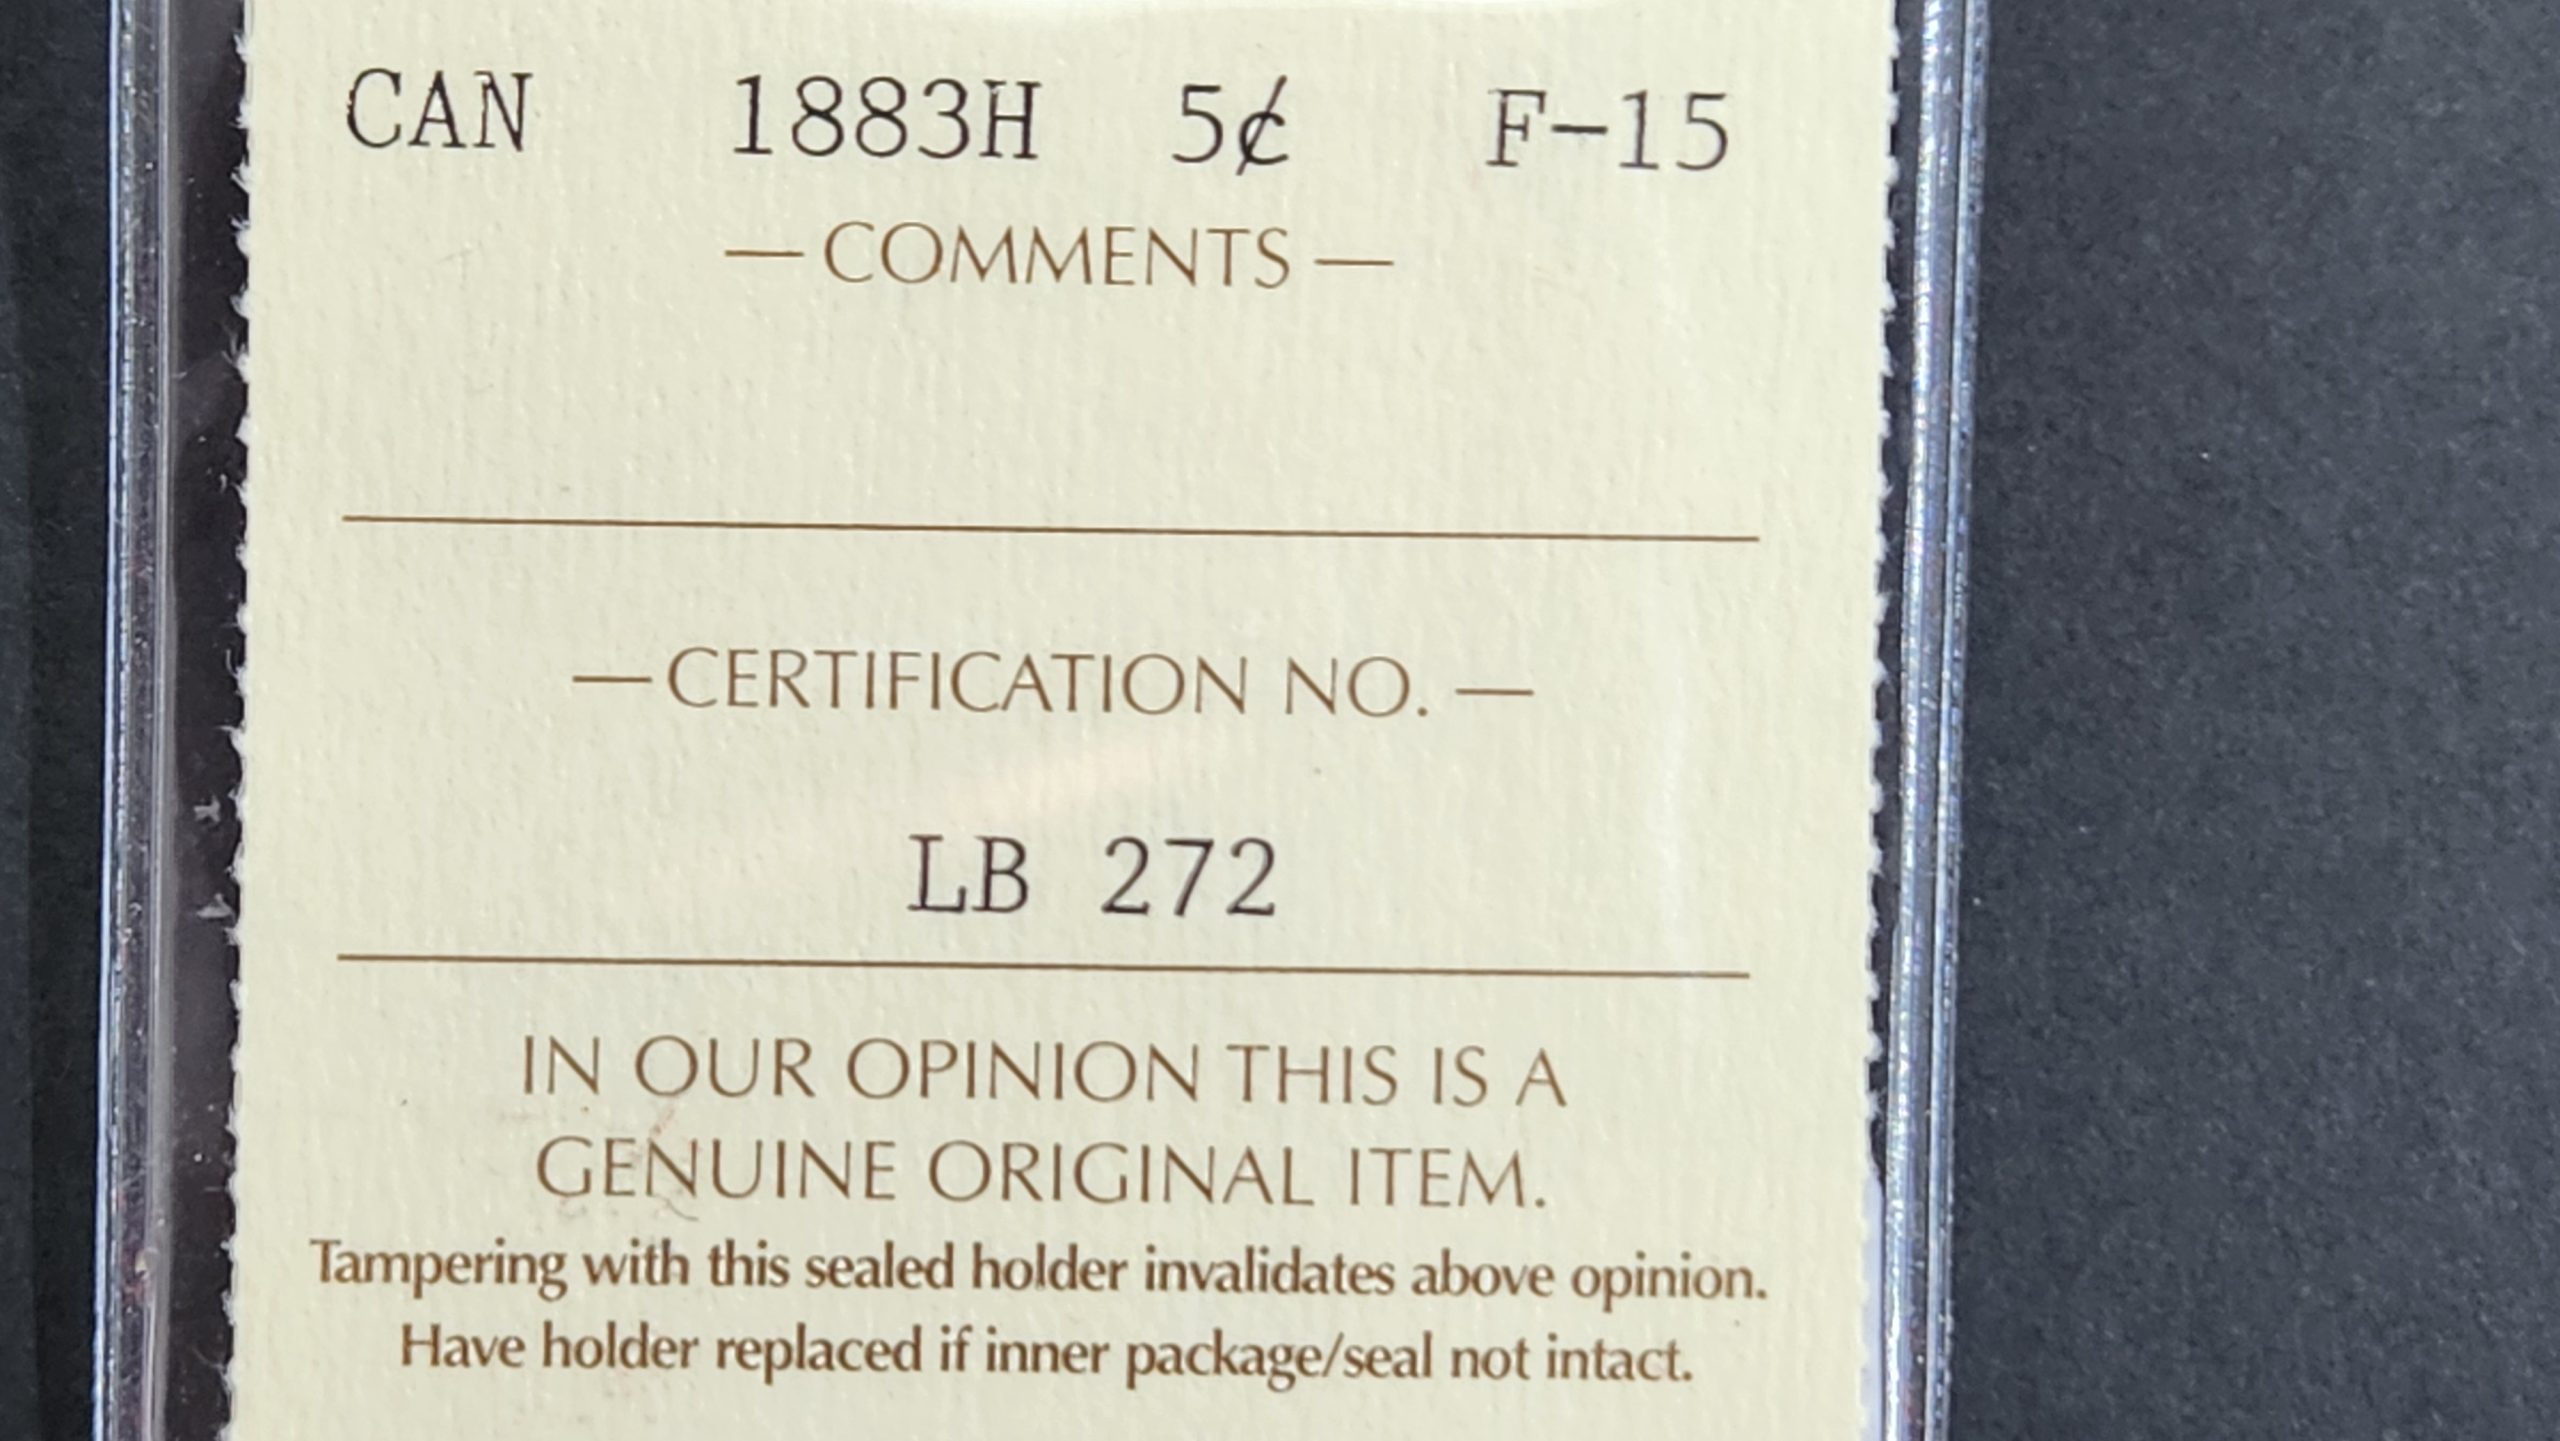 CAN 1883H 5¢ F-15
— COMMENTS —
— CERTIFICATION NO. —
LB 272
IN OUR OPINION THIS IS A
GENUINE ORIGINAL ITEM.
Tampering with this sealed holder invalidates above opinion.
Have holder replaced if inner package/seal not intact.